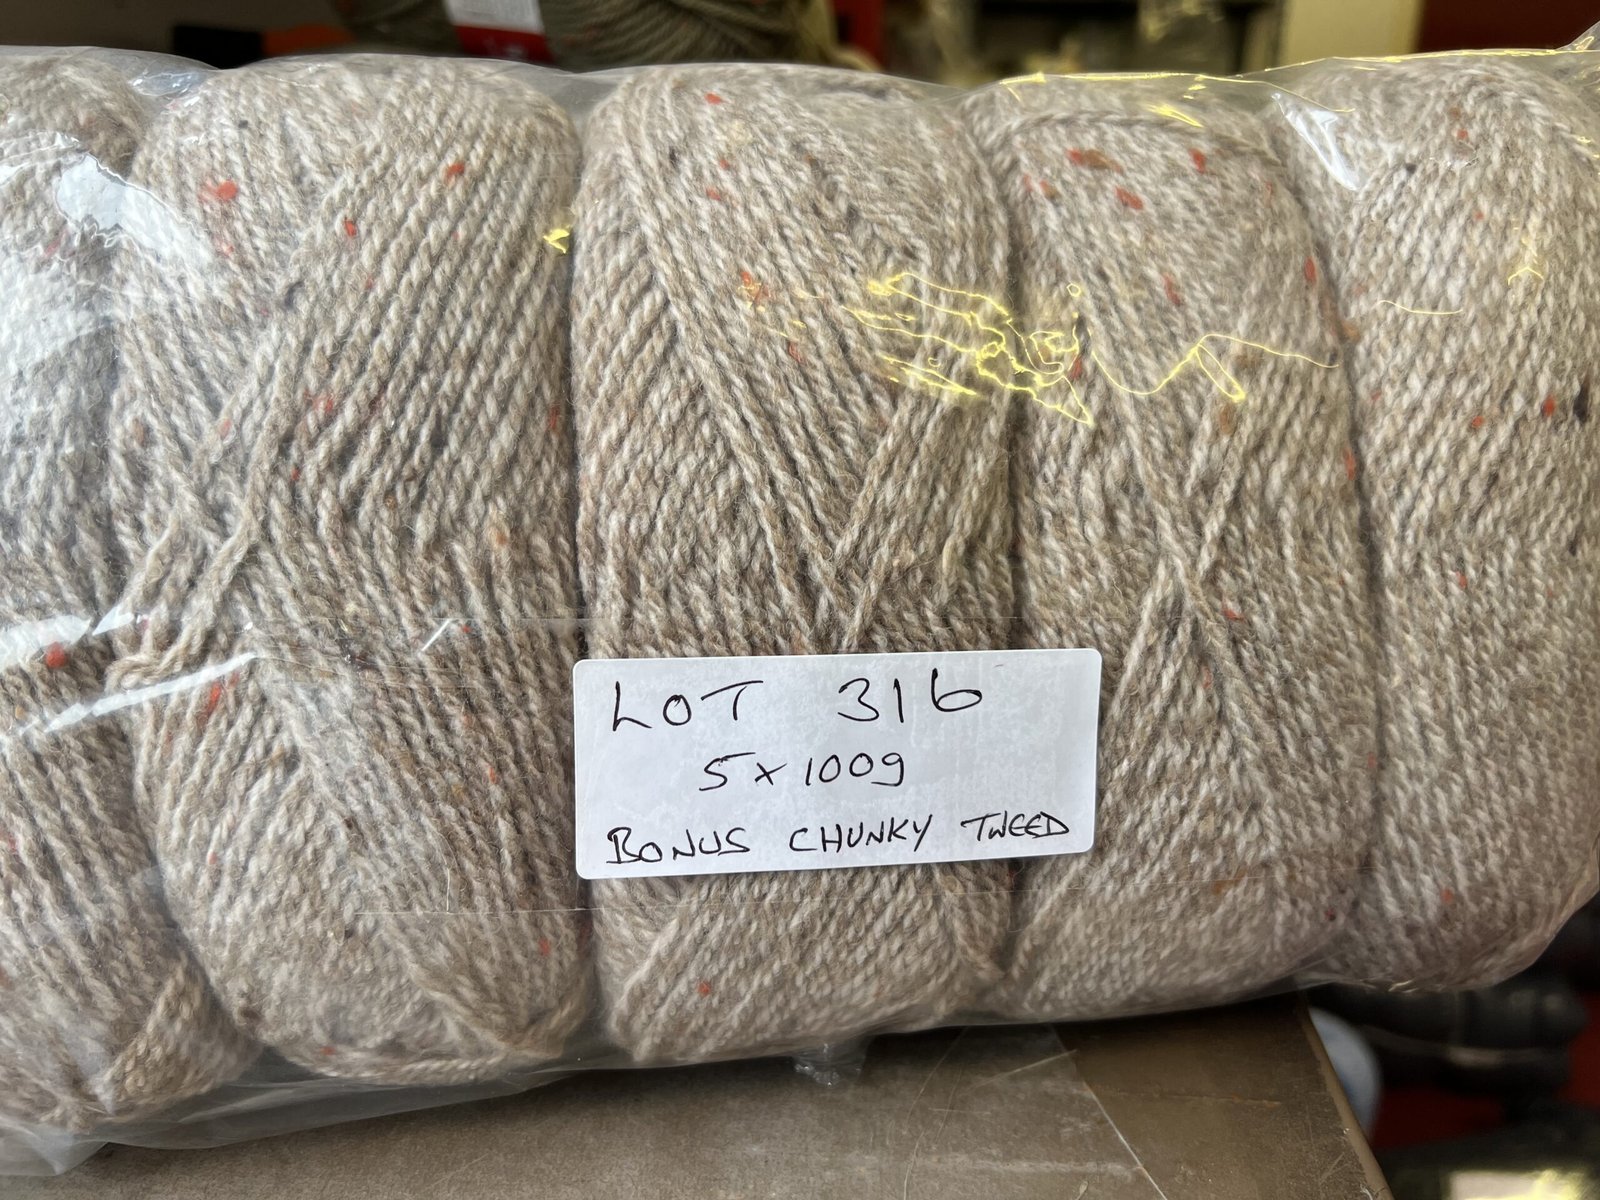 LOT 316
5 x 100g
BONUS CHUNKY TWEED